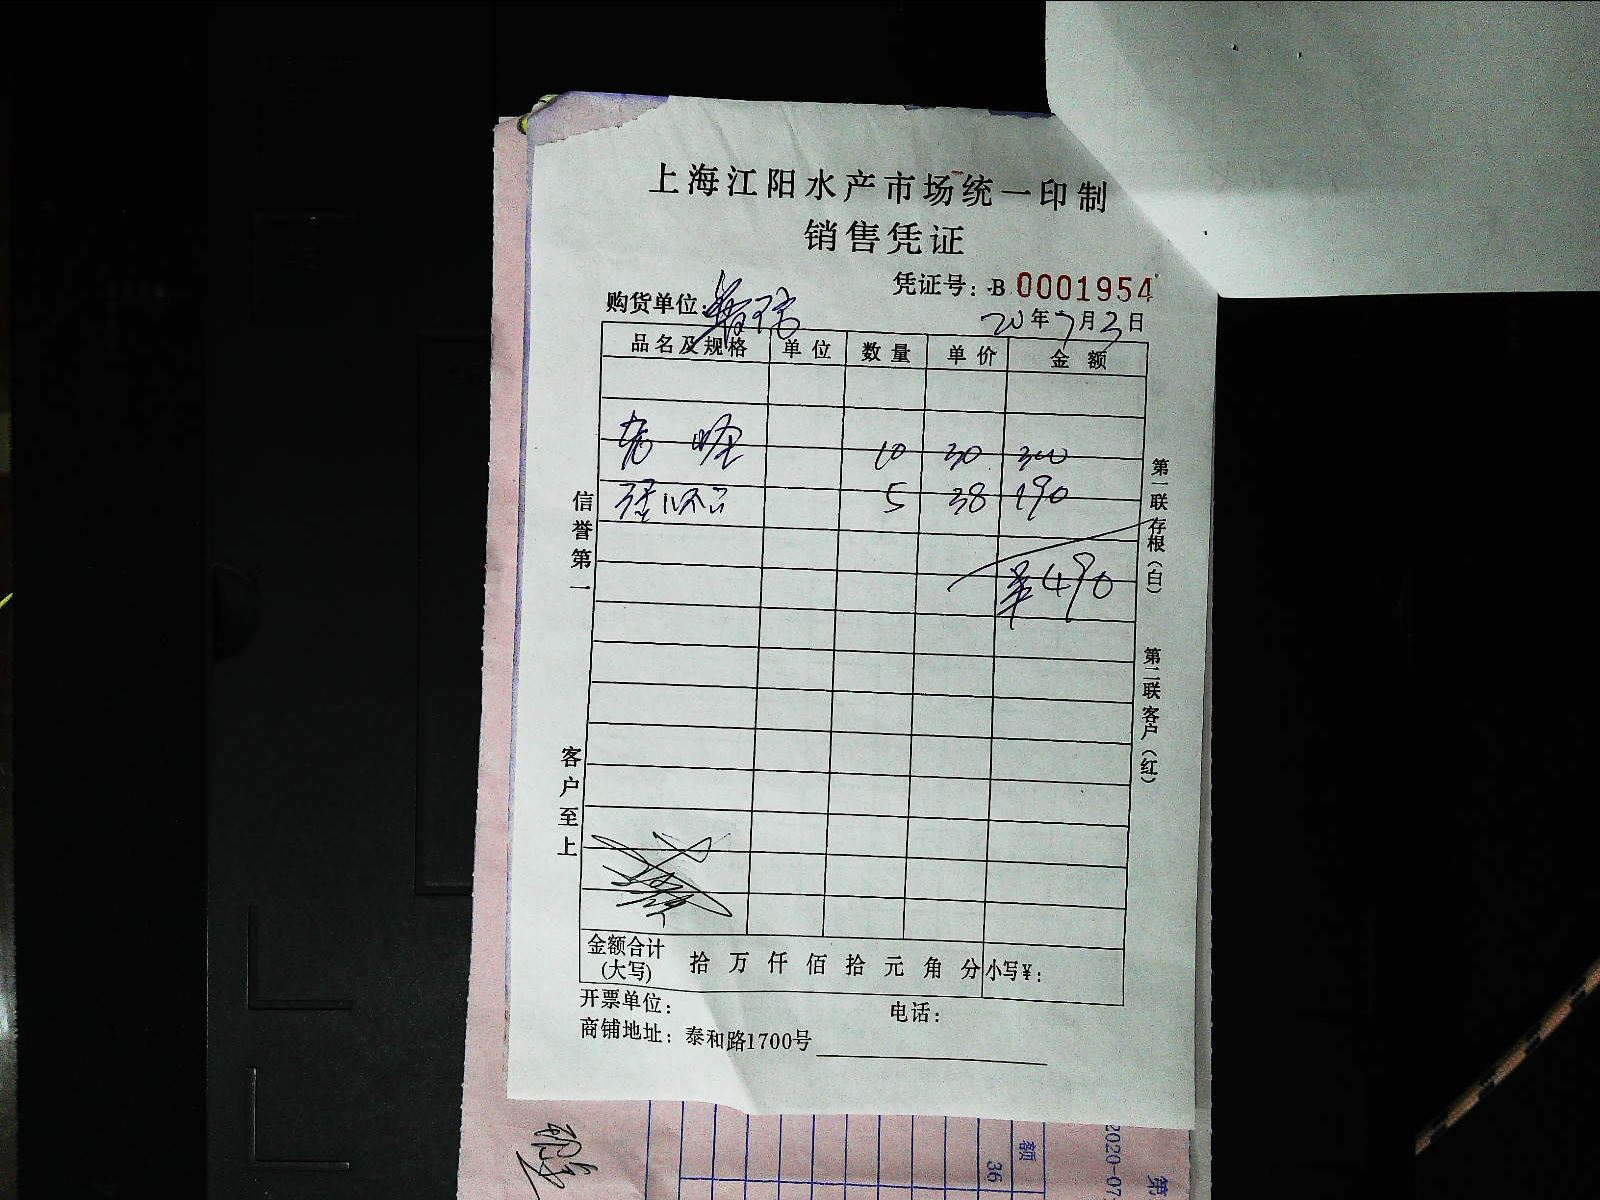 上海江阳水产市场统一印制
销售凭证
凭证号：B 0001954
购货单位：
20年7月3日
品名及规格 单位 数量 单价 金额
10 30 300
5 38 190
¥490
信誉第一
客户至上
第一联存根（白）
第二联客户（红）
金额合计（大写） 拾 万 仟 佰 拾 元 角 分 小写¥：
开票单位： 电话：
商铺地址：泰和路1700号
额
36
2020-07
第